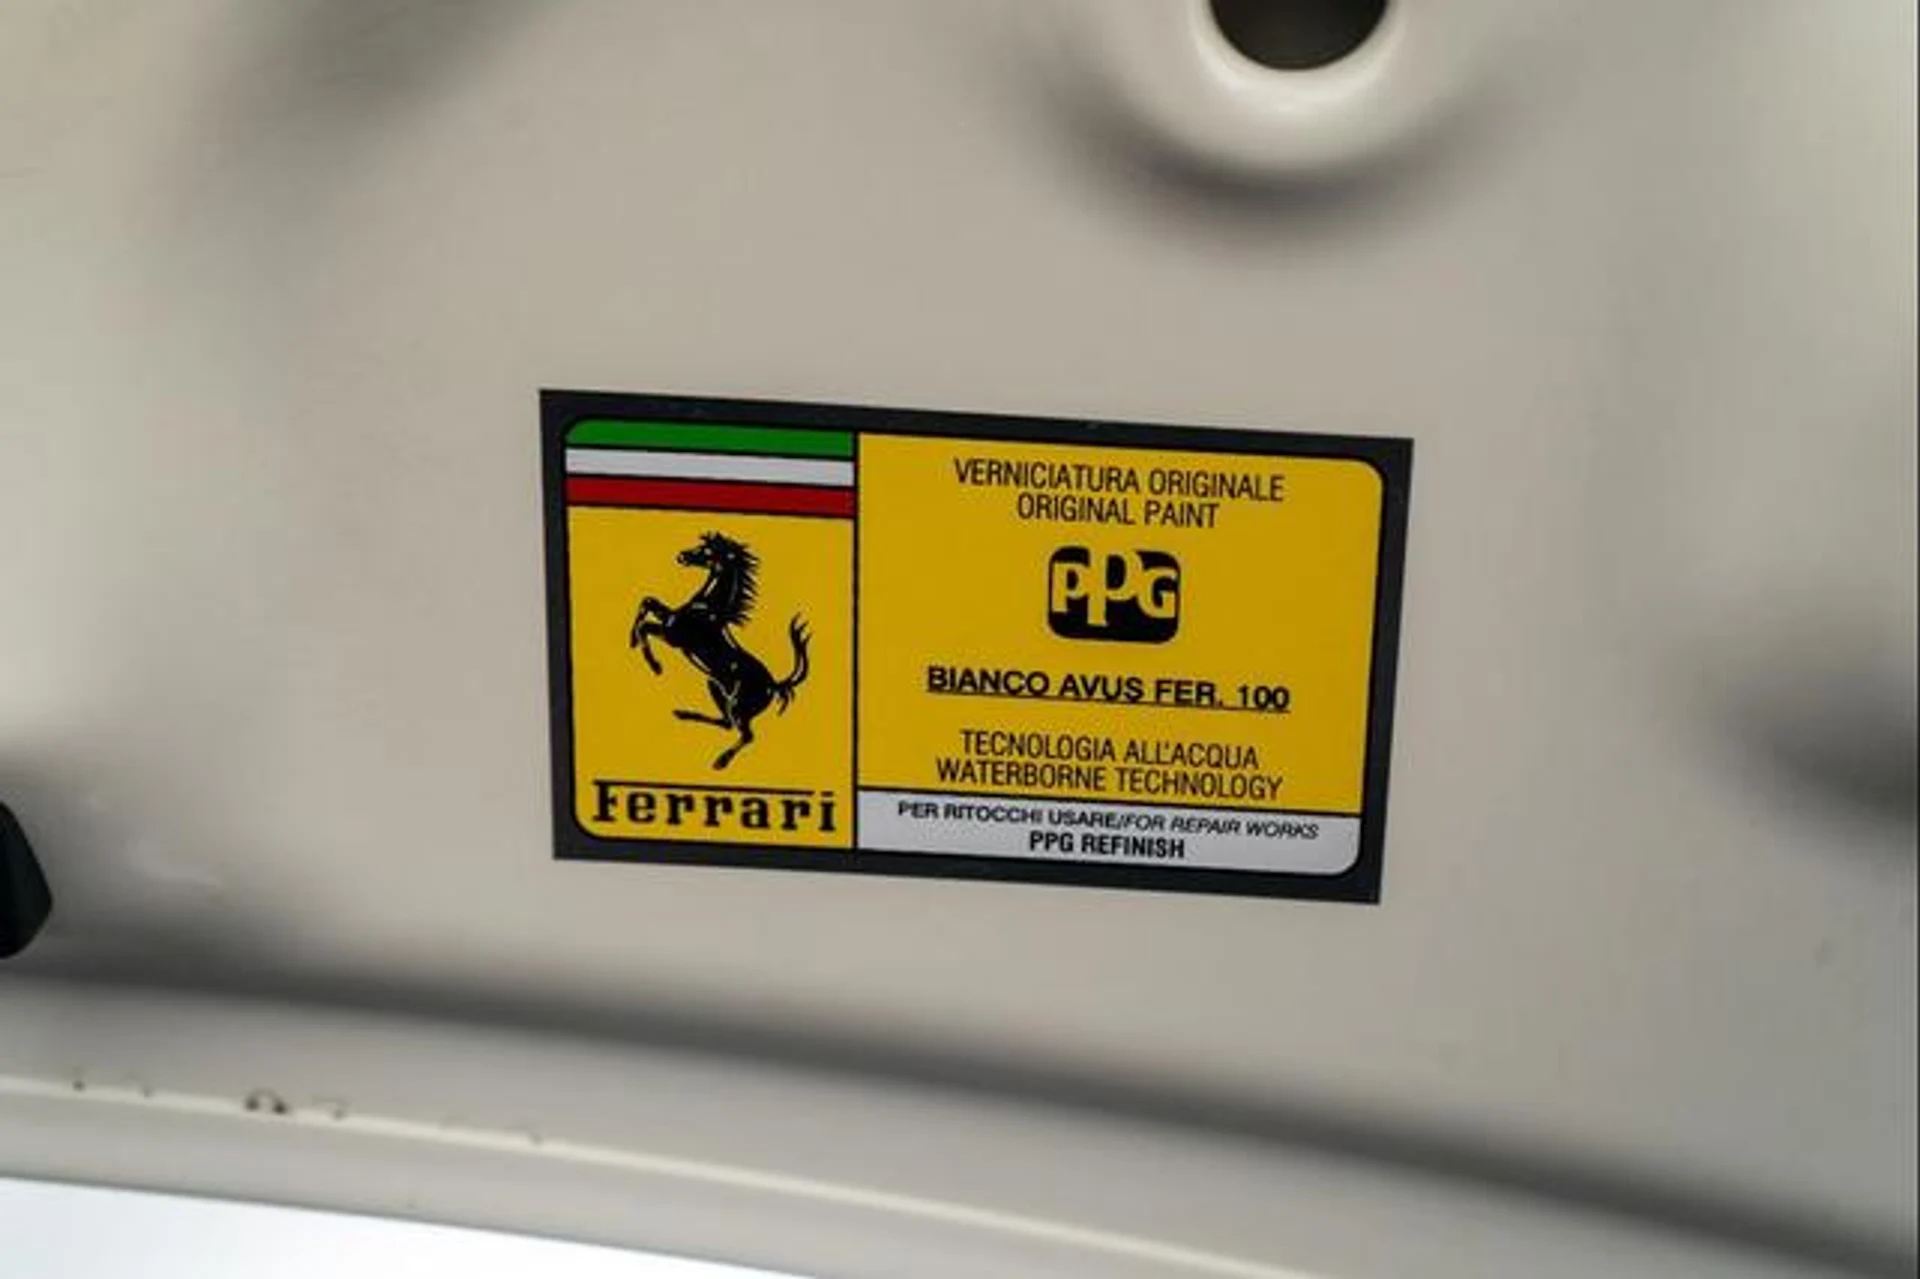 Ferrari
VERNICIATURA ORIGINALE
ORIGINAL PAINT
PPG
BIANCO AVUS FER. 100
TECNOLOGIA ALL'ACQUA
WATERBORNE TECHNOLOGY
PER RITOCCHI USARE/FOR REPAIR WORKS
PPG REFINISH